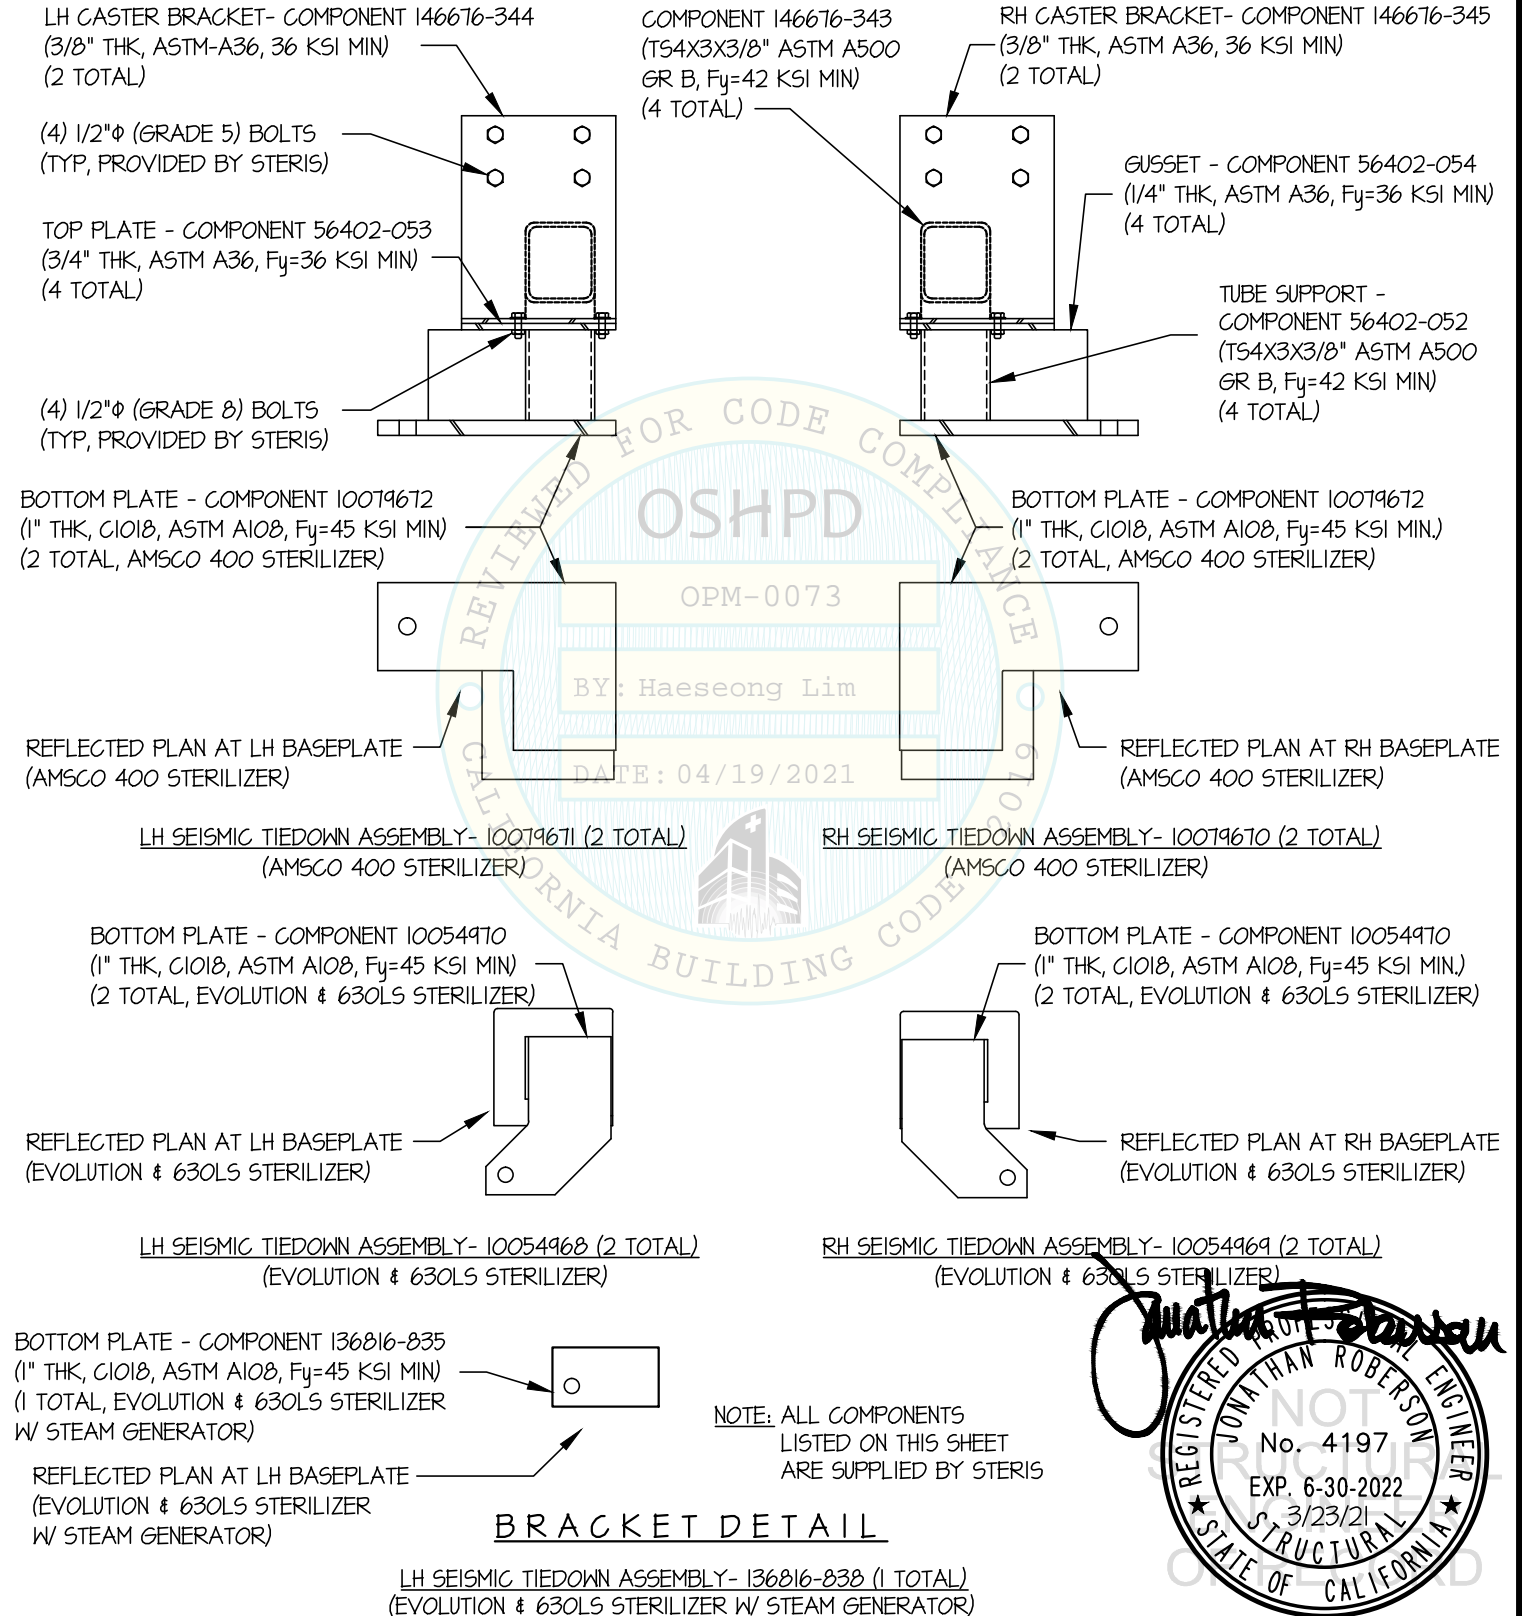 LH CASTER BRACKET- COMPONENT 146676-344
(3/8" THK, ASTM-A36, 36 KSI MIN)
(2 TOTAL)
COMPONENT 146676-343
(TS4X3X3/8" ASTM A500
GR B, Fy=42 KSI MIN)
(4 TOTAL)
RH CASTER BRACKET- COMPONENT 146676-345
(3/8" THK, ASTM A36, 36 KSI MIN)
(2 TOTAL)
(4) 1/2"Φ (GRADE 5) BOLTS
(TYP, PROVIDED BY STERIS)
GUSSET - COMPONENT 56402-054
(1/4" THK, ASTM A36, Fy=36 KSI MIN)
(4 TOTAL)
TOP PLATE - COMPONENT 56402-053
(3/4" THK, ASTM A36, Fy=36 KSI MIN)
(4 TOTAL)
TUBE SUPPORT -
COMPONENT 56402-052
(TS4X3X3/8" ASTM A500
GR B, Fy=42 KSI MIN)
(4 TOTAL)
(4) 1/2"Φ (GRADE 8) BOLTS
(TYP, PROVIDED BY STERIS)
BOTTOM PLATE - COMPONENT 10079672
(1" THK, C1018, ASTM A108, Fy=45 KSI MIN)
(2 TOTAL, AMSCO 400 STERILIZER)
BOTTOM PLATE - COMPONENT 10079672
(1" THK, C1018, ASTM A108, Fy=45 KSI MIN.)
(2 TOTAL, AMSCO 400 STERILIZER)
REVIEWED FOR CODE COMPLIANCE
OSHPD
OPM-0073
BY: Haeseong Lim
DATE: 04/19/2021
CALIFORNIA BUILDING CODE 2019
REFLECTED PLAN AT LH BASEPLATE
(AMSCO 400 STERILIZER)
REFLECTED PLAN AT RH BASEPLATE
(AMSCO 400 STERILIZER)
LH SEISMIC TIEDOWN ASSEMBLY- 10079671 (2 TOTAL)
(AMSCO 400 STERILIZER)
RH SEISMIC TIEDOWN ASSEMBLY- 10079670 (2 TOTAL)
(AMSCO 400 STERILIZER)
BOTTOM PLATE - COMPONENT 10054970
(1" THK, C1018, ASTM A108, Fy=45 KSI MIN)
(2 TOTAL, EVOLUTION & 630LS STERILIZER)
BOTTOM PLATE - COMPONENT 10054970
(1" THK, C1018, ASTM A108, Fy=45 KSI MIN.)
(2 TOTAL, EVOLUTION & 630LS STERILIZER)
REFLECTED PLAN AT LH BASEPLATE
(EVOLUTION & 630LS STERILIZER)
REFLECTED PLAN AT RH BASEPLATE
(EVOLUTION & 630LS STERILIZER)
LH SEISMIC TIEDOWN ASSEMBLY- 10054968 (2 TOTAL)
(EVOLUTION & 630LS STERILIZER)
RH SEISMIC TIEDOWN ASSEMBLY- 10054969 (2 TOTAL)
(EVOLUTION & 630LS STERILIZER)
BOTTOM PLATE - COMPONENT 136816-835
(1" THK, C1018, ASTM A108, Fy=45 KSI MIN)
(1 TOTAL, EVOLUTION & 630LS STERILIZER
W/ STEAM GENERATOR)
REFLECTED PLAN AT LH BASEPLATE
(EVOLUTION & 630LS STERILIZER
W/ STEAM GENERATOR)
NOTE: ALL COMPONENTS
LISTED ON THIS SHEET
ARE SUPPLIED BY STERIS
BRACKET DETAIL
LH SEISMIC TIEDOWN ASSEMBLY- 136816-838 (1 TOTAL)
(EVOLUTION & 630LS STERILIZER W/ STEAM GENERATOR)
Jonathan Roberson
REGISTERED PROFESSIONAL ENGINEER
JONATHAN ROBERSON
No. 4197
EXP. 6-30-2022
3/23/21
STRUCTURAL
STATE OF CALIFORNIA
NOT
STRUCTURAL
ENGINEER
OF RECORD